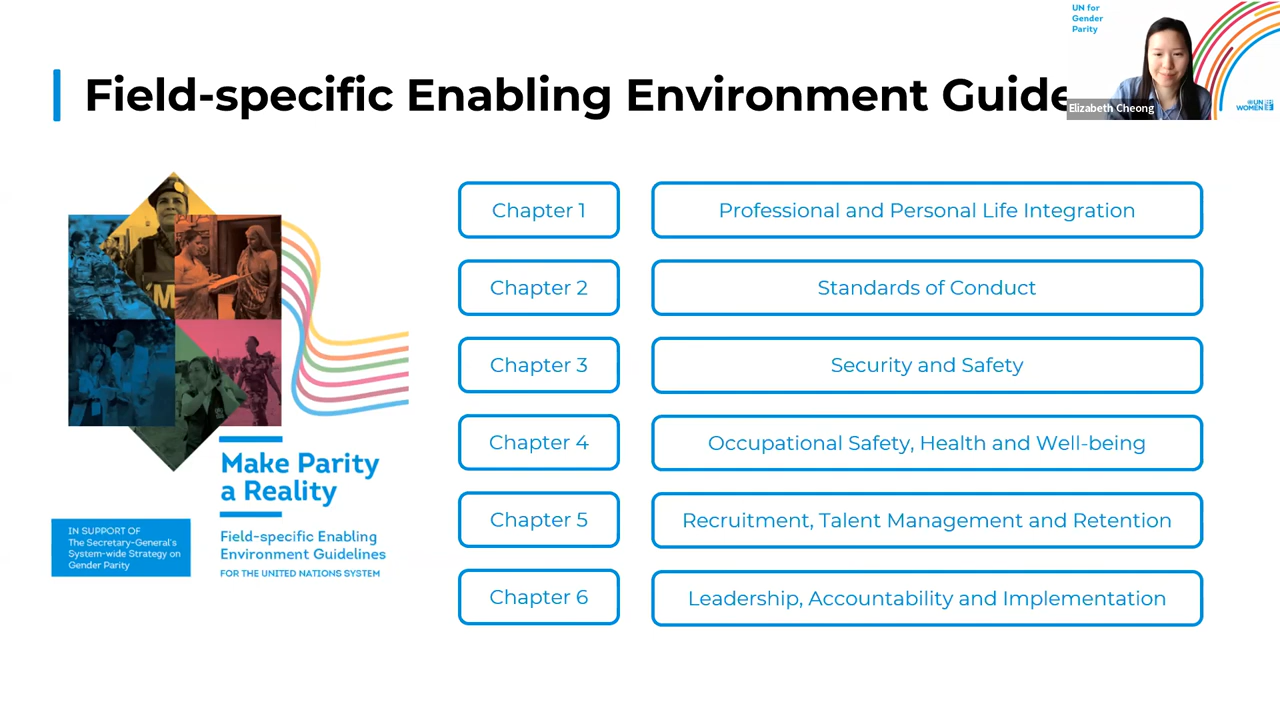 UN for
Gender
Parity
Field-specific Enabling Environment Guide
Elizabeth Cheong
UN
WOMEN
Chapter 1
Professional and Personal Life Integration
Chapter 2
Standards of Conduct
Chapter 3
Security and Safety
Chapter 4
Occupational Safety, Health and Well-being
Chapter 5
Recruitment, Talent Management and Retention
Chapter 6
Leadership, Accountability and Implementation
Make Parity
a Reality
IN SUPPORT OF
The Secretary-General's
System-wide Strategy on
Gender Parity
Field-specific Enabling
Environment Guidelines
FOR THE UNITED NATIONS SYSTEM